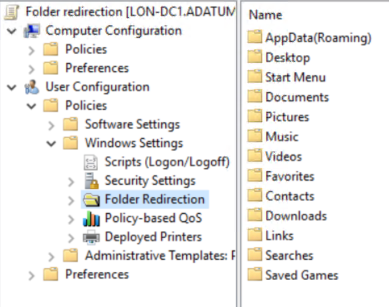 Folder redirection [LON-DC1.ADATUM
Computer Configuration
Policies
Preferences
User Configuration
Policies
Software Settings
Windows Settings
Scripts (Logon/Logoff)
Security Settings
Folder Redirection
Policy-based QoS
Deployed Printers
Administrative Templates:
Preferences
Name
AppData(Roaming)
Desktop
Start Menu
Documents
Pictures
Music
Videos
Favorites
Contacts
Downloads
Links
Searches
Saved Games